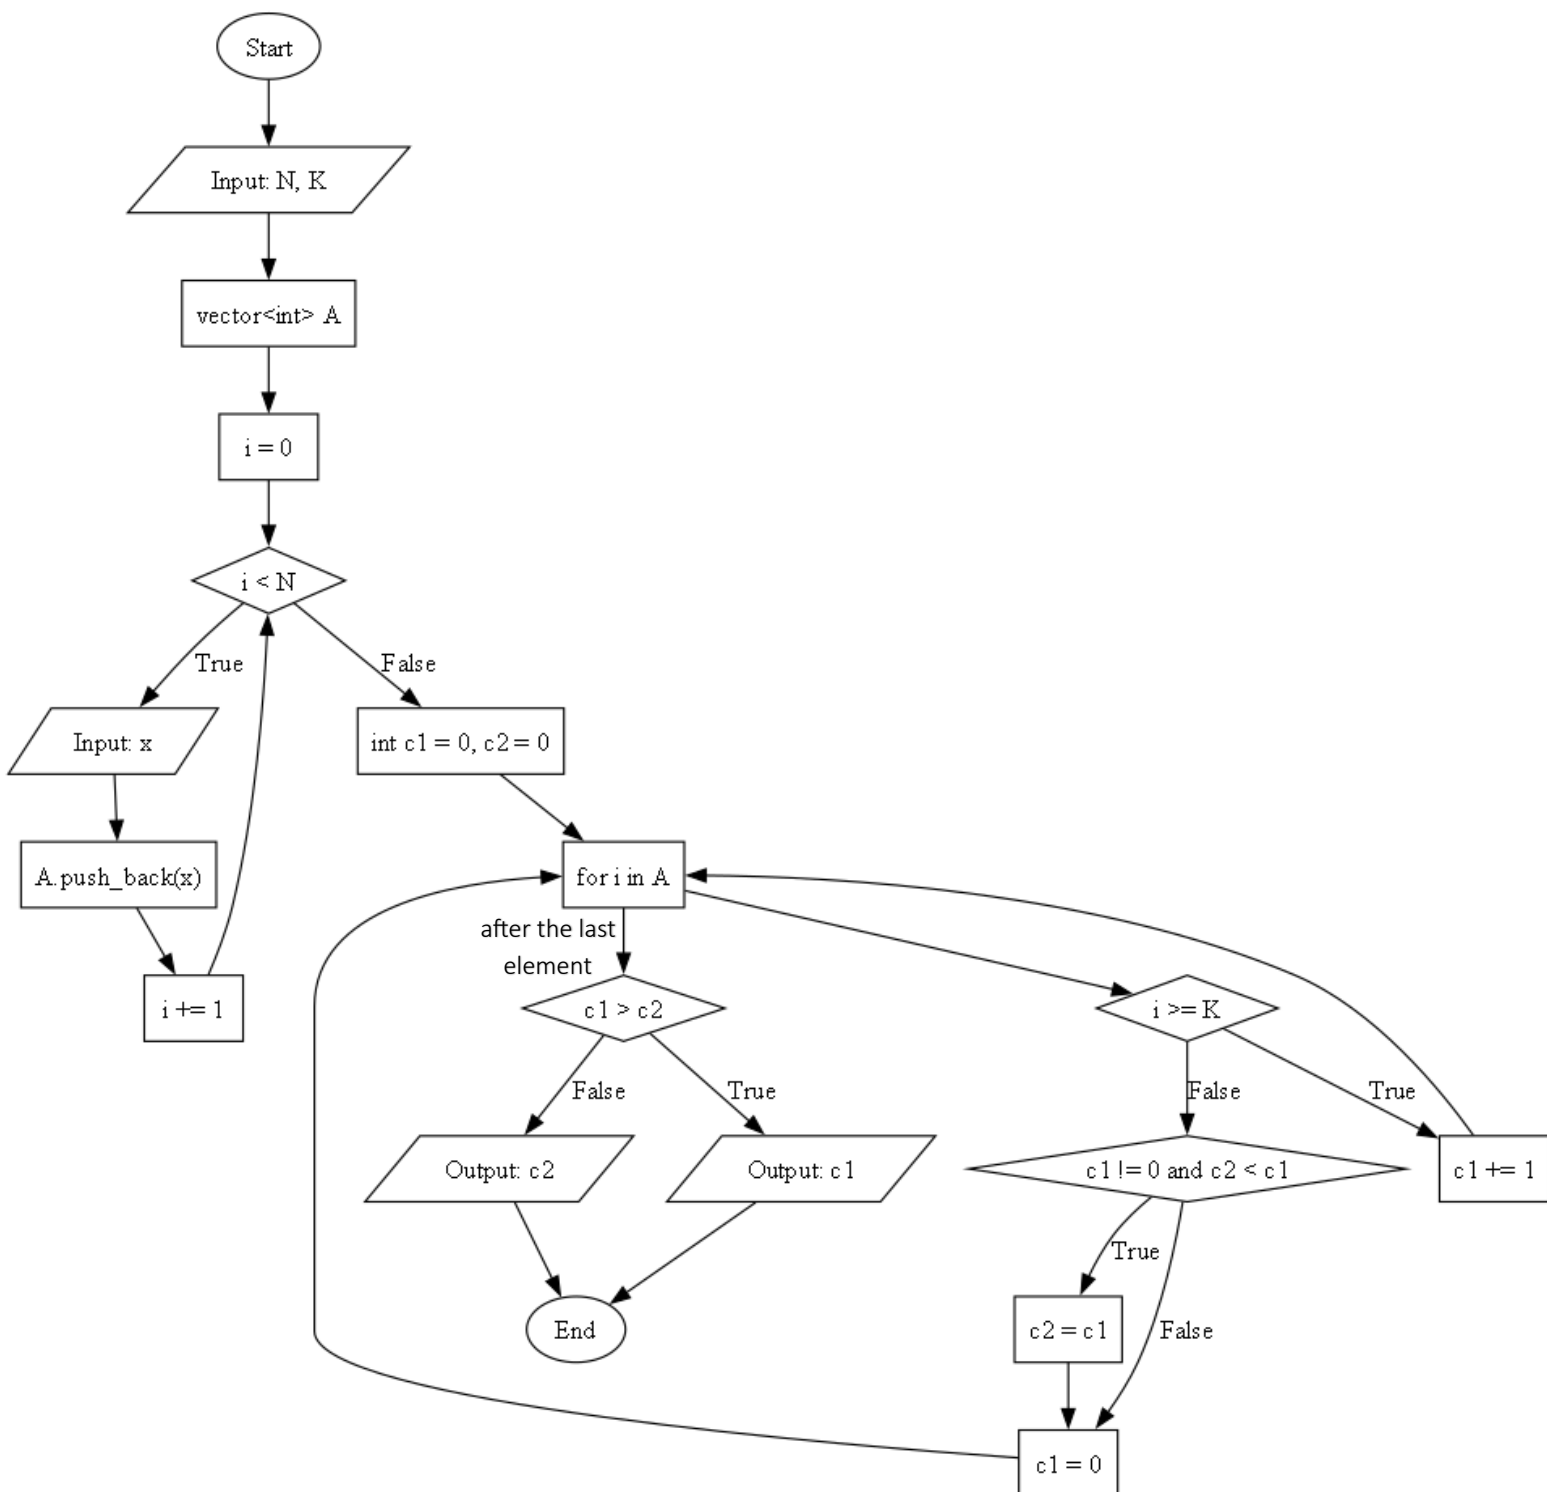 Start
Input: N, K
vector<int> A
i = 0
i < N
True
False
Input: x
int c1 = 0, c2 = 0
A.push_back(x)
for i in A
after the last
element
i += 1
c1 > c2
i >= K
False
True
False
True
Output: c2
Output: c1
c1 != 0 and c2 < c1
c1 += 1
True
End
c2 = c1
False
c1 = 0